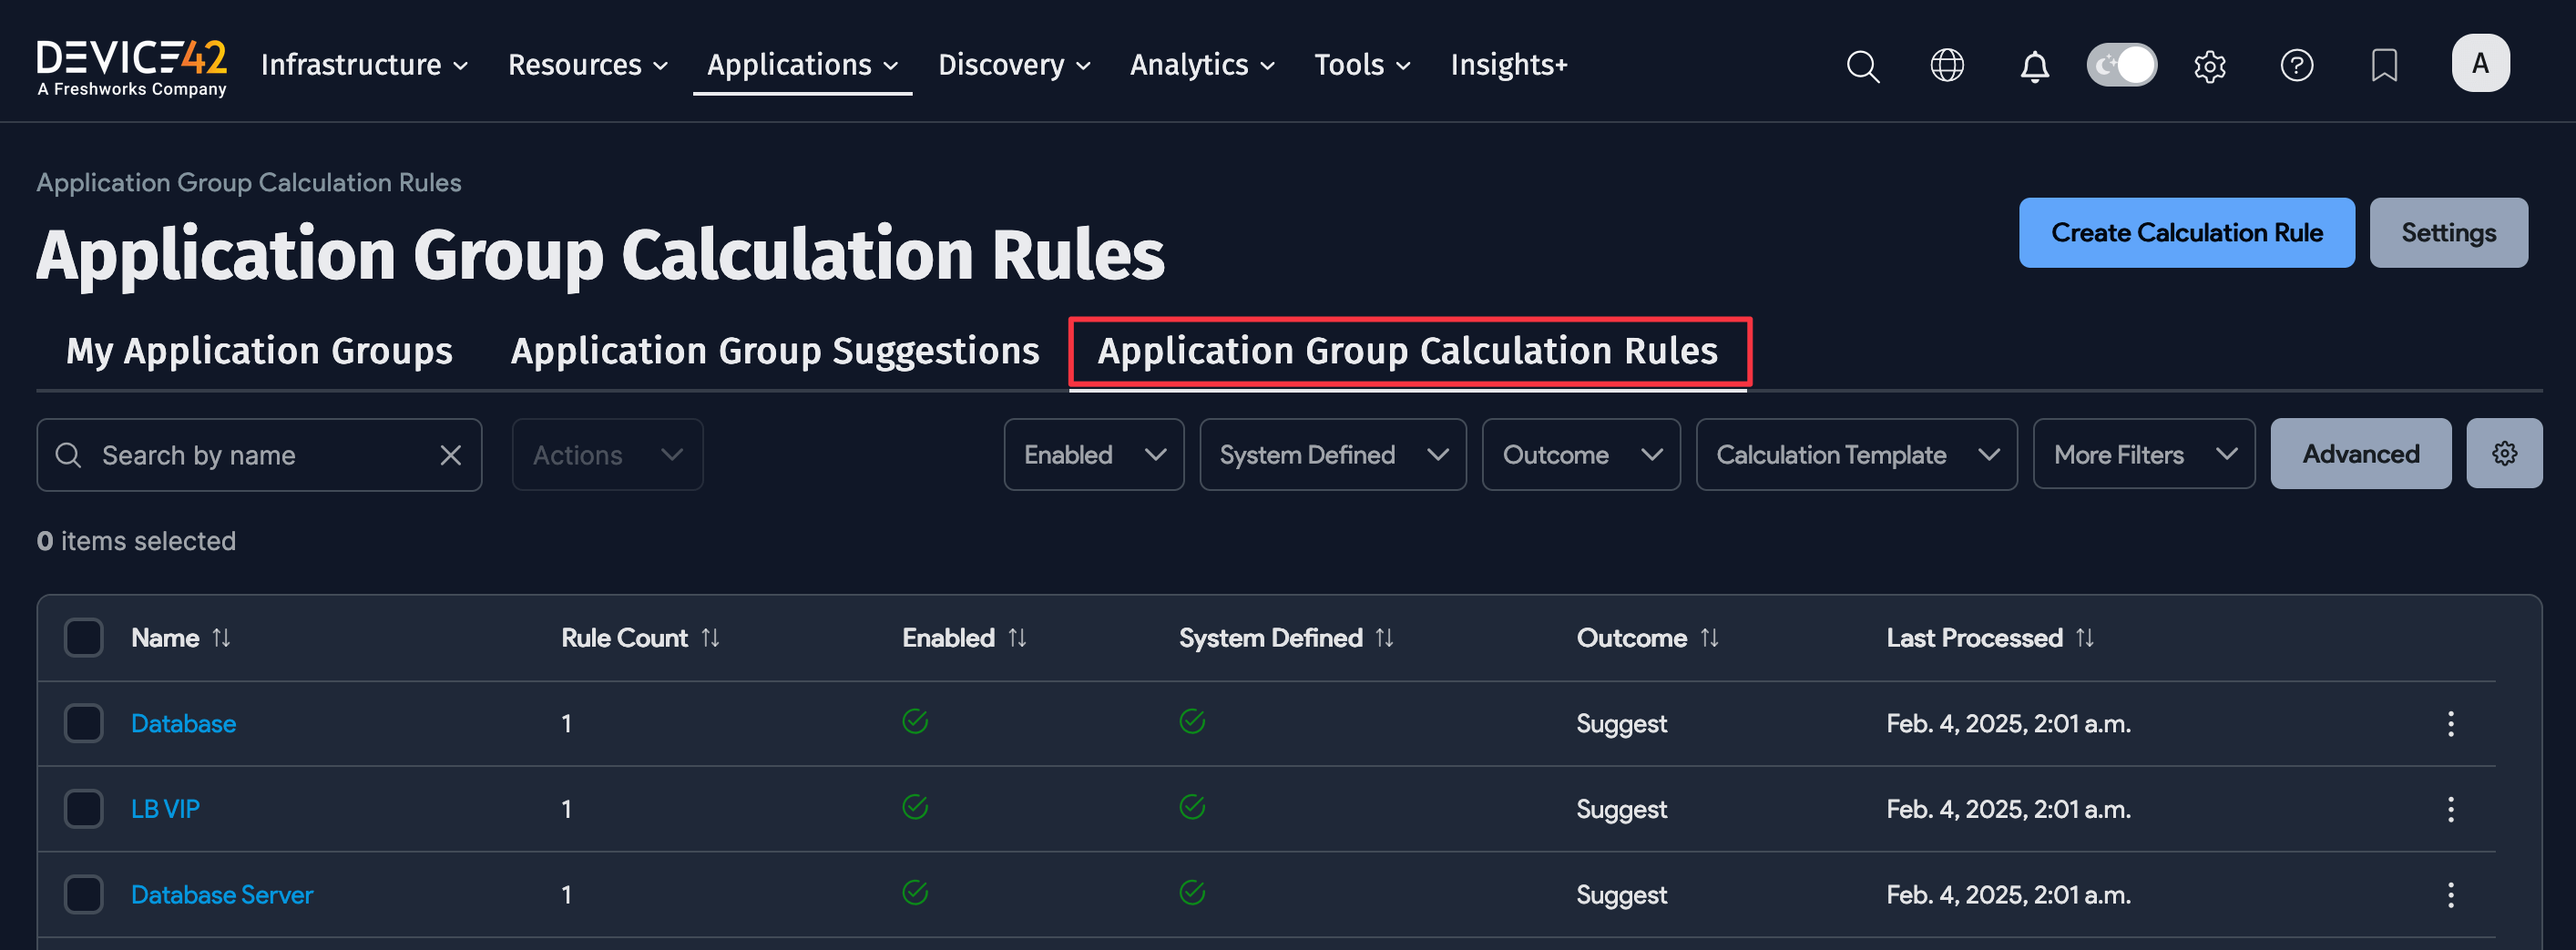 DEVICE42
A Freshworks Company
Infrastructure Resources Applications Discovery Analytics Tools Insights+ A
Application Group Calculation Rules
Application Group Calculation Rules
Create Calculation Rule Settings
My Application Groups Application Group Suggestions Application Group Calculation Rules
Search by name Actions Enabled System Defined Outcome Calculation Template More Filters Advanced
0 items selected
Name Rule Count Enabled System Defined Outcome Last Processed
Database 1 Suggest Feb. 4, 2025, 2:01 a.m.
LB VIP 1 Suggest Feb. 4, 2025, 2:01 a.m.
Database Server 1 Suggest Feb. 4, 2025, 2:01 a.m.